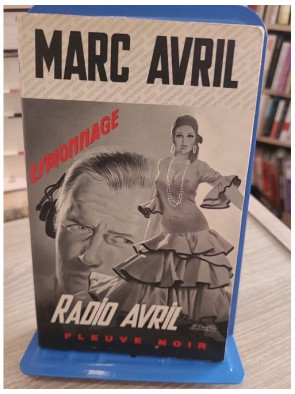 MARC AVRIL
ESPIONNAGE
RADIO AVRIL
FLEUVE NOIR